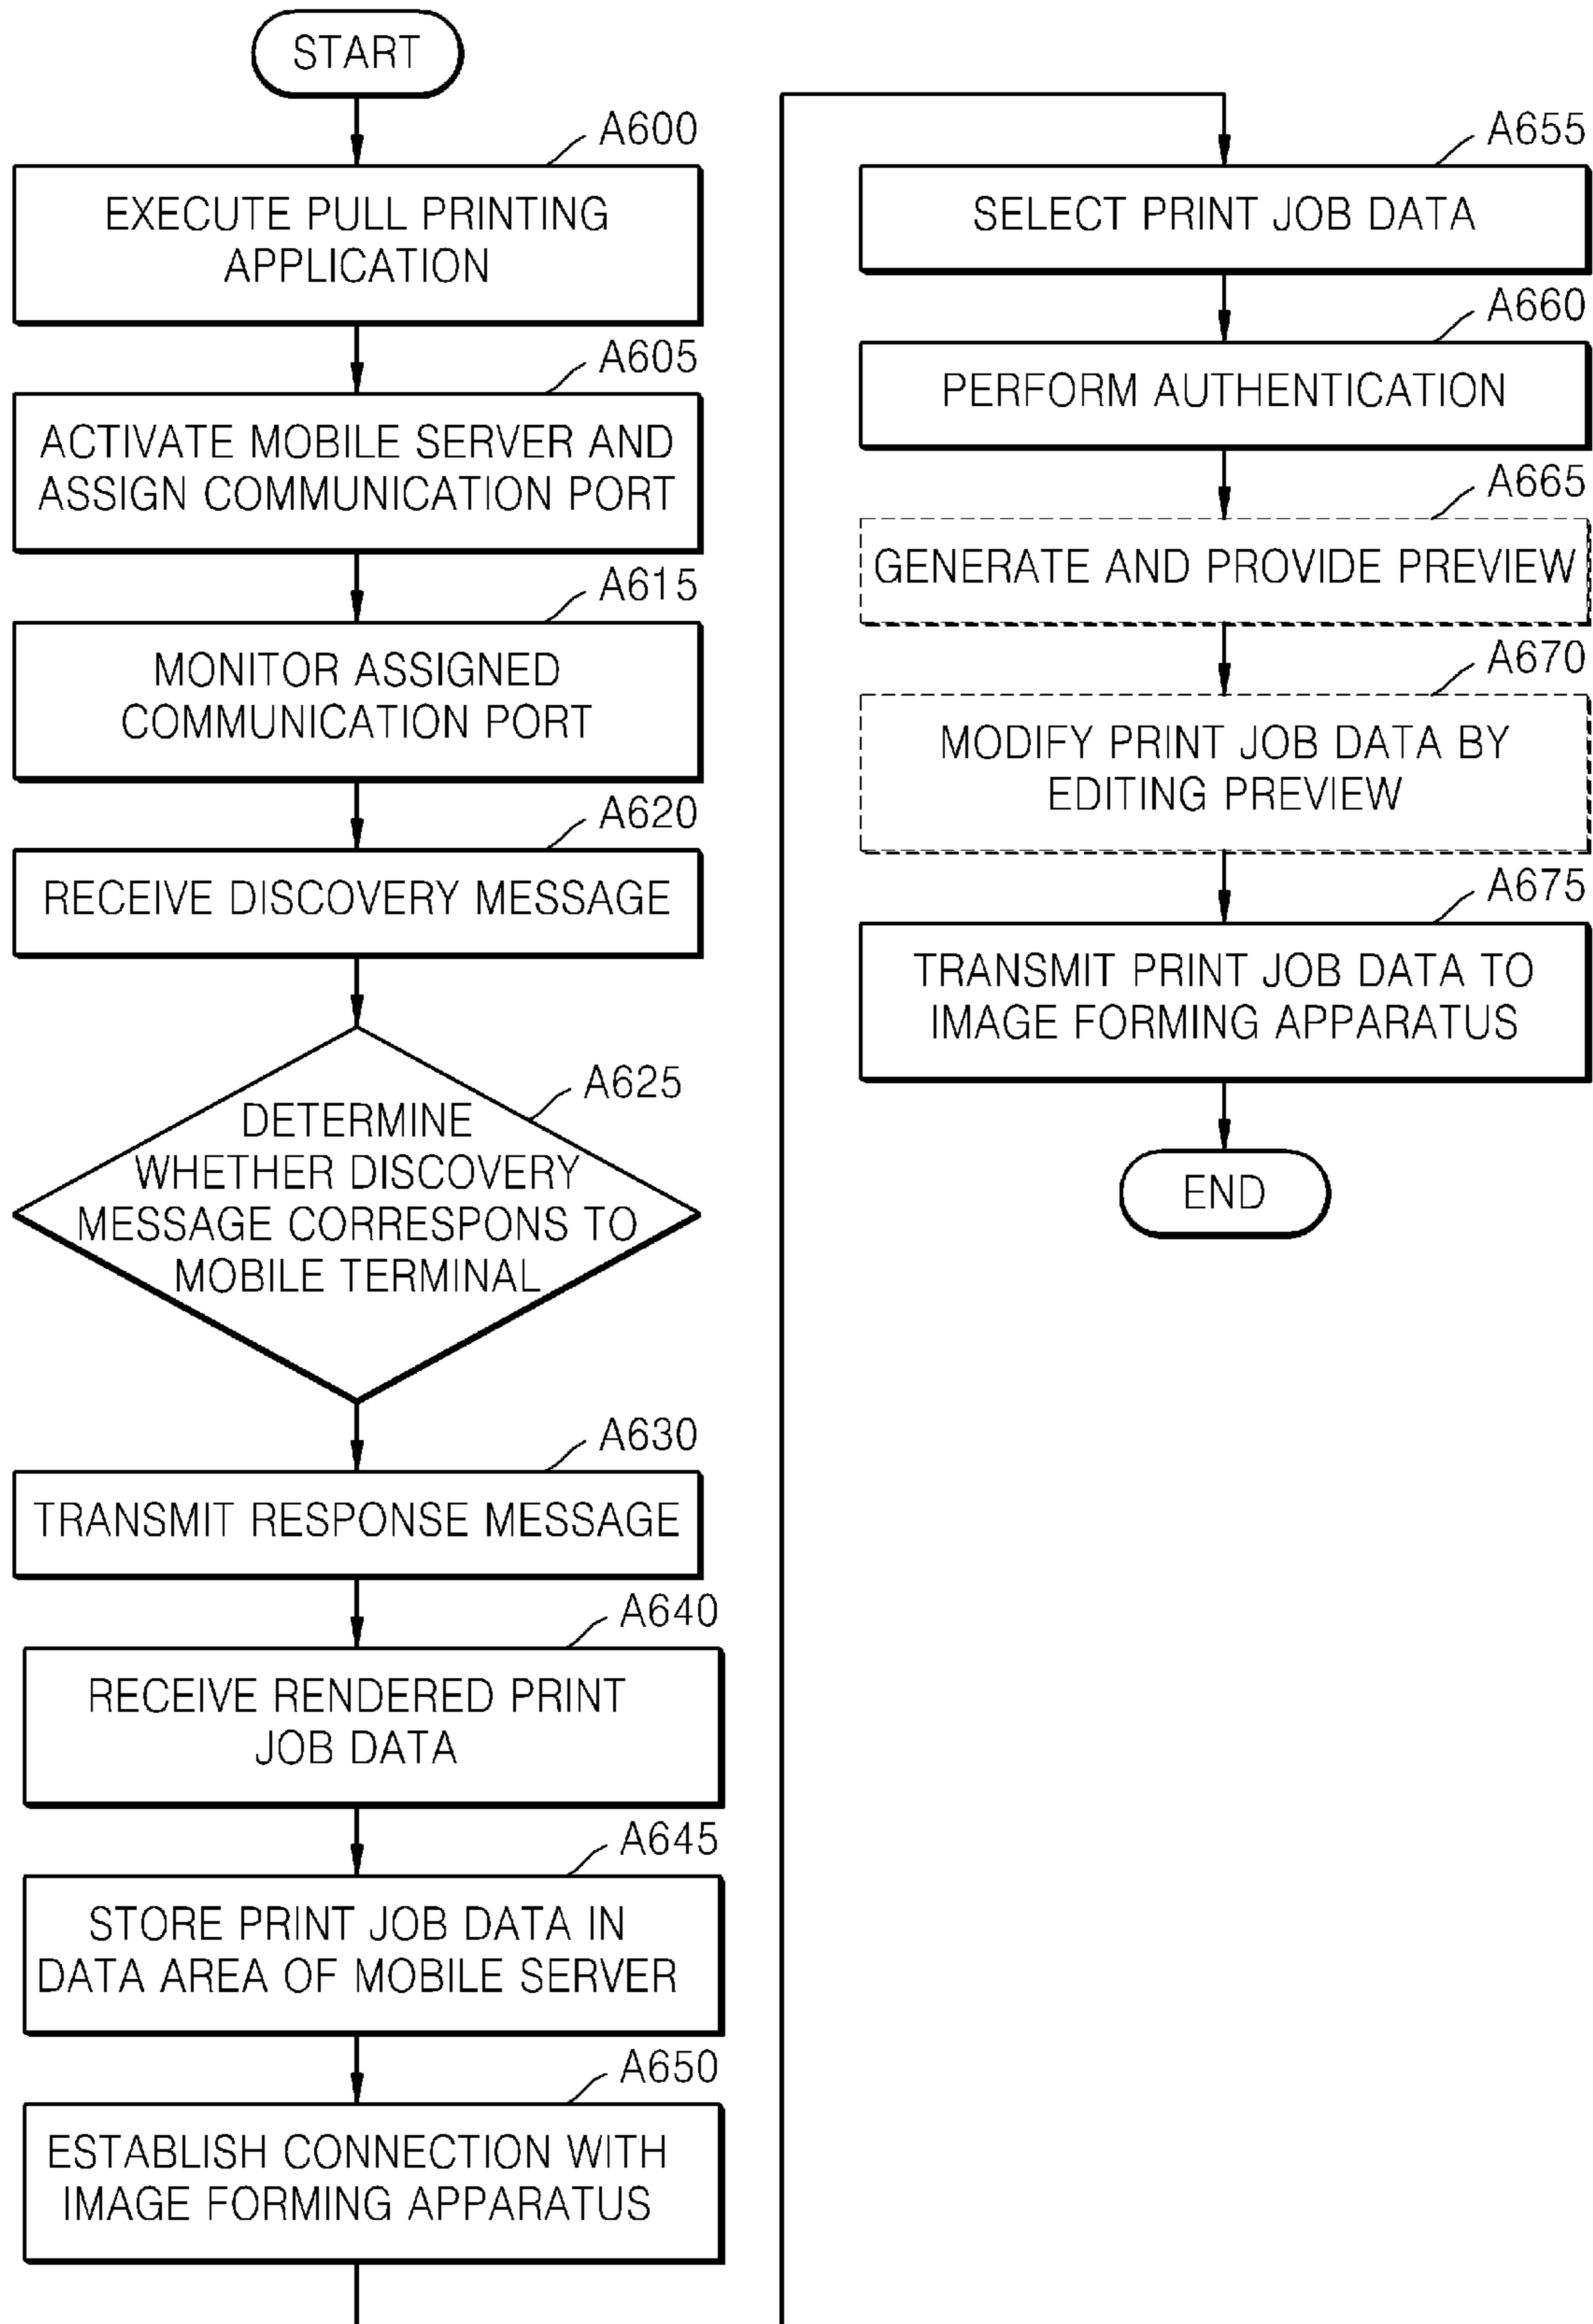 START
A600
EXECUTE PULL PRINTING
APPLICATION
A605
ACTIVATE MOBILE SERVER AND
ASSIGN COMMUNICATION PORT
A615
MONITOR ASSIGNED
COMMUNICATION PORT
A620
RECEIVE DISCOVERY MESSAGE
A625
DETERMINE
WHETHER DISCOVERY
MESSAGE CORRESPONS TO
MOBILE TERMINAL
A630
TRANSMIT RESPONSE MESSAGE
A640
RECEIVE RENDERED PRINT
JOB DATA
A645
STORE PRINT JOB DATA IN
DATA AREA OF MOBILE SERVER
A650
ESTABLISH CONNECTION WITH
IMAGE FORMING APPARATUS
A655
SELECT PRINT JOB DATA
A660
PERFORM AUTHENTICATION
A665
GENERATE AND PROVIDE PREVIEW
A670
MODIFY PRINT JOB DATA BY
EDITING PREVIEW
A675
TRANSMIT PRINT JOB DATA TO
IMAGE FORMING APPARATUS
END